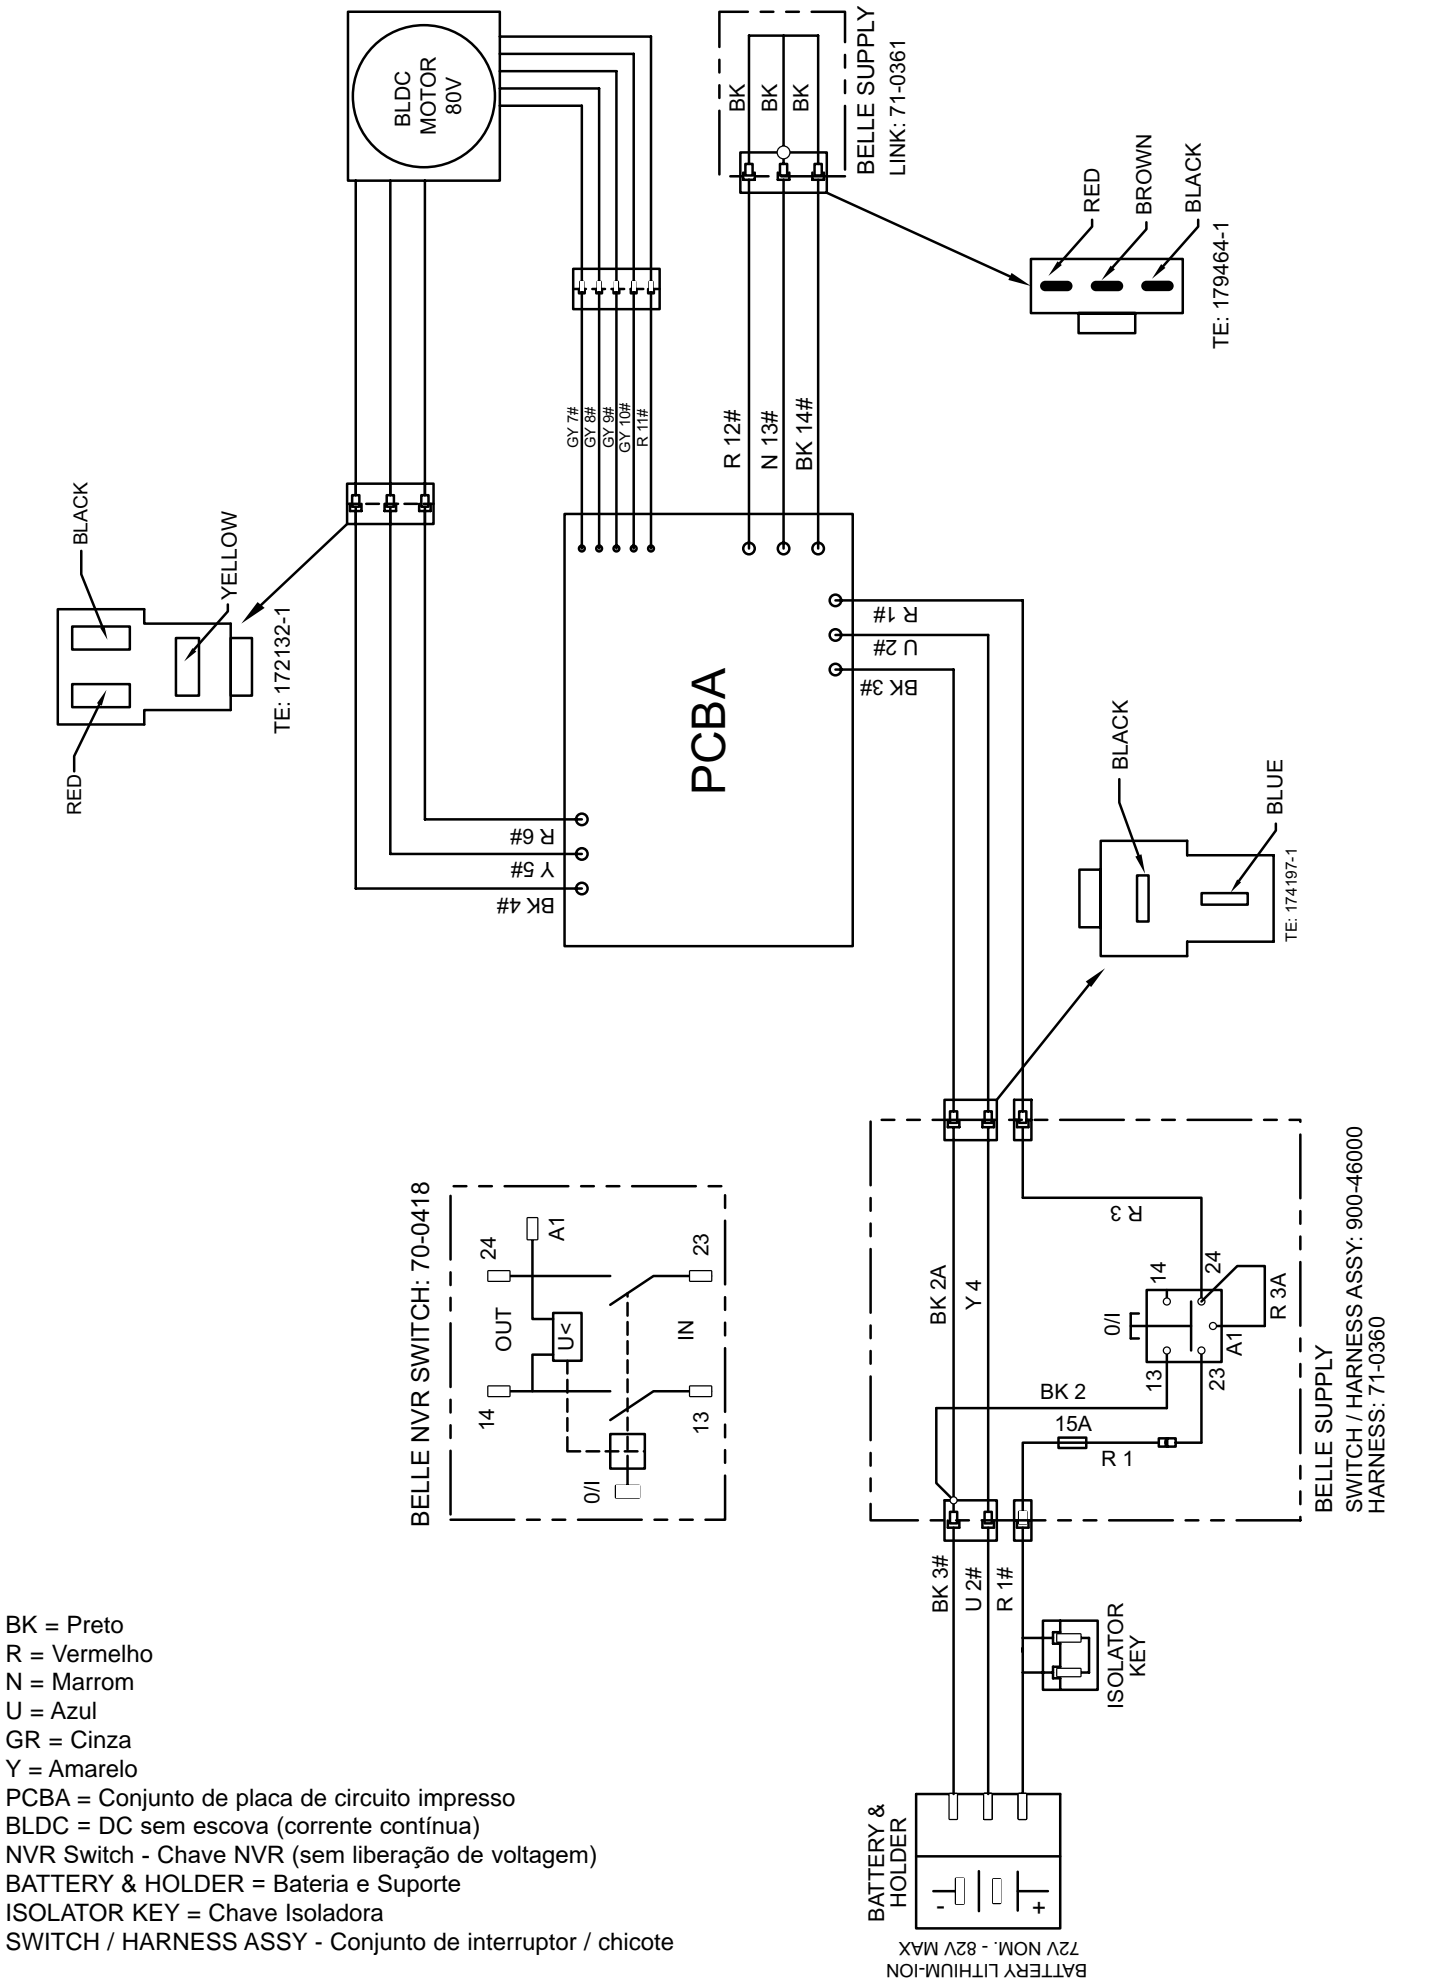 BLDC
MOTOR
80V
BK
BK
BK
BELLE SUPPLY
LINK: 71-0361
RED
BROWN
BLACK
TE: 179464-1
BLACK
YELLOW
RED
TE: 172132-1
GY 7#
GY 8#
GY 9#
GY 10#
R 11#
R 12#
N 13#
BK 14#
R 1#
U 2#
BK 3#
PCBA
R 6#
Y 5#
BK 4#
BLACK
BLUE
TE: 174197-1
BELLE NVR SWITCH: 70-0418
24
A1
23
OUT
U<
IN
14
13
0/I
BK 2A
Y 4
R 3
14
24
0/I
R 3A
A1
13
23
BK 2
15A
R 1
BELLE SUPPLY
SWITCH / HARNESS ASSY: 900-46000
HARNESS: 71-0360
BK 3#
U 2#
R 1#
ISOLATOR
KEY
BATTERY &
HOLDER
-
+
BATTERY LITHIUM-ION
72V NOM. - 82V MAX
BK = Preto
R = Vermelho
N = Marrom
U = Azul
GR = Cinza
Y = Amarelo
PCBA = Conjunto de placa de circuito impresso
BLDC = DC sem escova (corrente contínua)
NVR Switch - Chave NVR (sem liberação de voltagem)
BATTERY & HOLDER = Bateria e Suporte
ISOLATOR KEY = Chave Isoladora
SWITCH / HARNESS ASSY - Conjunto de interruptor / chicote